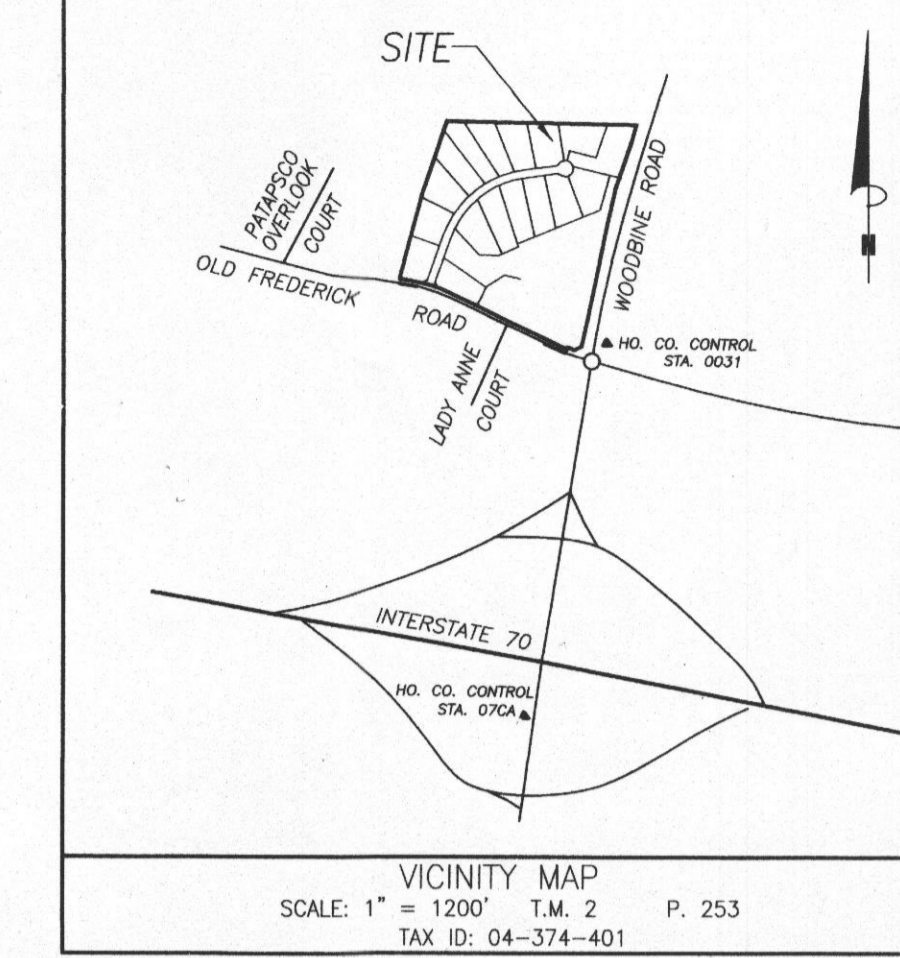 SITE
PATAPSCO
OVERLOOK
COURT
WOODBINE ROAD
OLD FREDERICK
ROAD
N
LADY ANNE
COURT
HO. CO. CONTROL
STA. 0031
INTERSTATE 70
HO. CO. CONTROL
STA. 07CA
VICINITY MAP
SCALE: 1" = 1200' T.M. 2 P. 253
TAX ID: 04-374-401